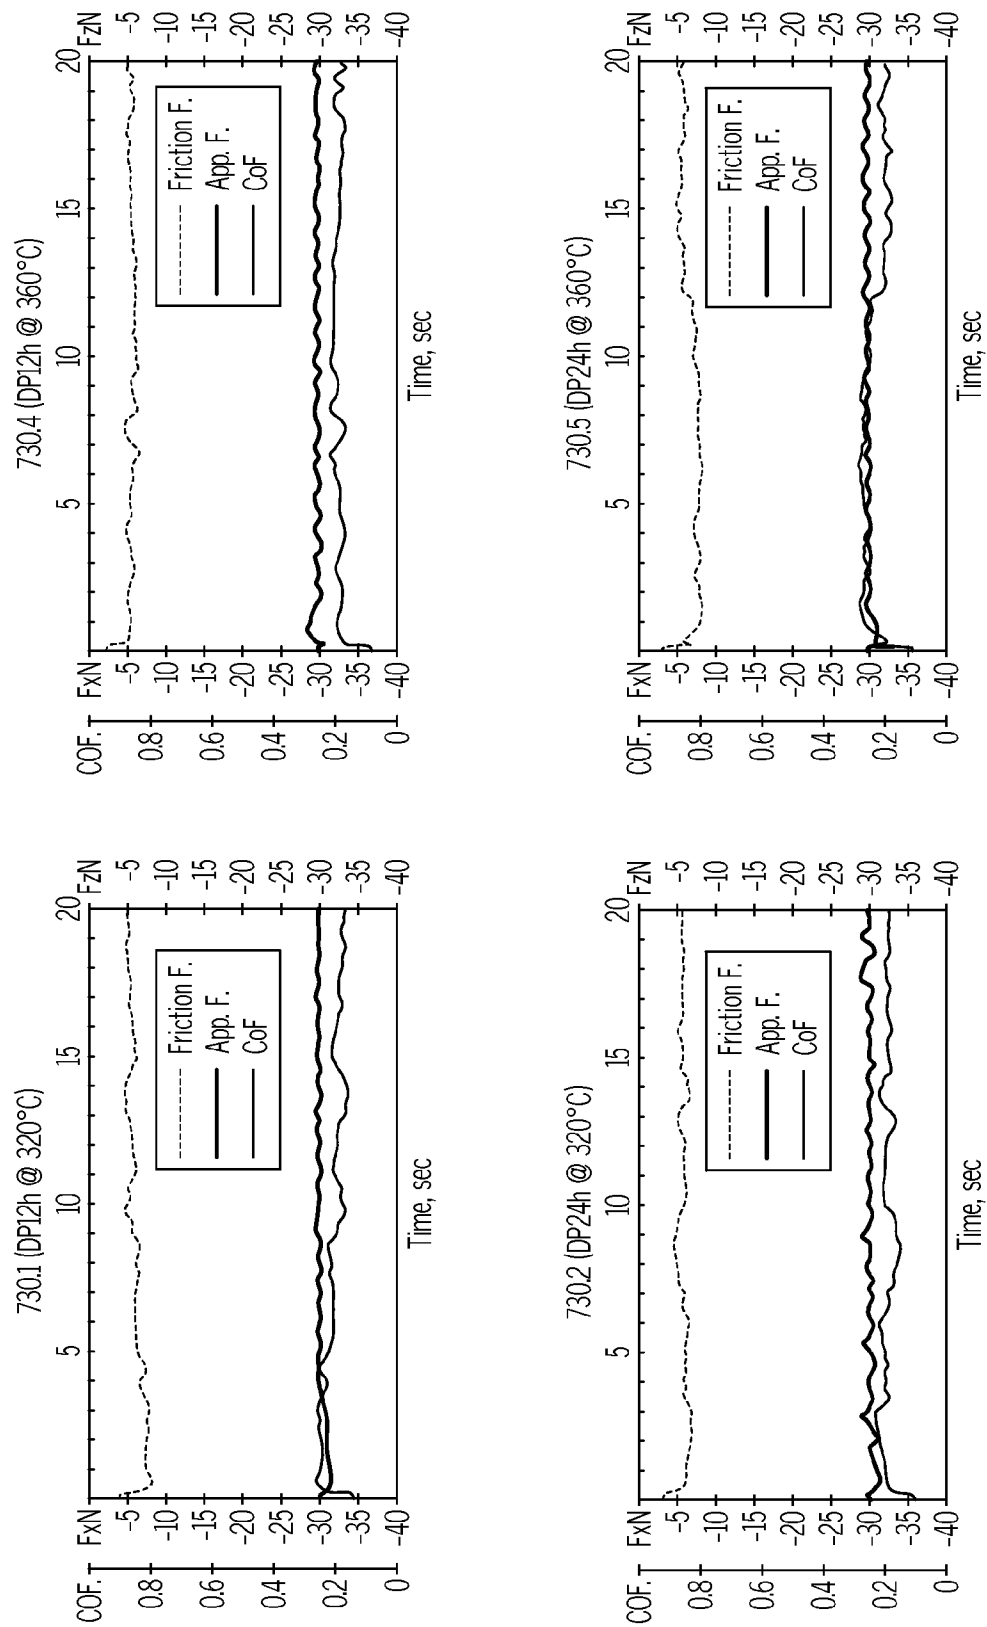 730.1 (DP12h @ 320°C)
5 10 15 20
COF. FxN FzN
-5 -5
0.8 -10 -10
-15 -15
0.6 -20 -20
0.4 -25 -25
-30 -30
0.2 -35 -35
0 -40 -40
Friction F.
App. F.
CoF
Time, sec
730.4 (DP12h @ 360°C)
5 10 15 20
COF. FxN FzN
-5 -5
0.8 -10 -10
-15 -15
0.6 -20 -20
0.4 -25 -25
-30 -30
0.2 -35 -35
0 -40 -40
Friction F.
App. F.
CoF
Time, sec
730.2 (DP24h @ 320°C)
5 10 15 20
COF. FxN FzN
-5 -5
0.8 -10 -10
-15 -15
0.6 -20 -20
0.4 -25 -25
-30 -30
0.2 -35 -35
0 -40 -40
Friction F.
App. F.
CoF
Time, sec
730.5 (DP24h @ 360°C)
5 10 15 20
COF. FxN FzN
-5 -5
0.8 -10 -10
-15 -15
0.6 -20 -20
0.4 -25 -25
-30 -30
0.2 -35 -35
0 -40 -40
Friction F.
App. F.
CoF
Time, sec